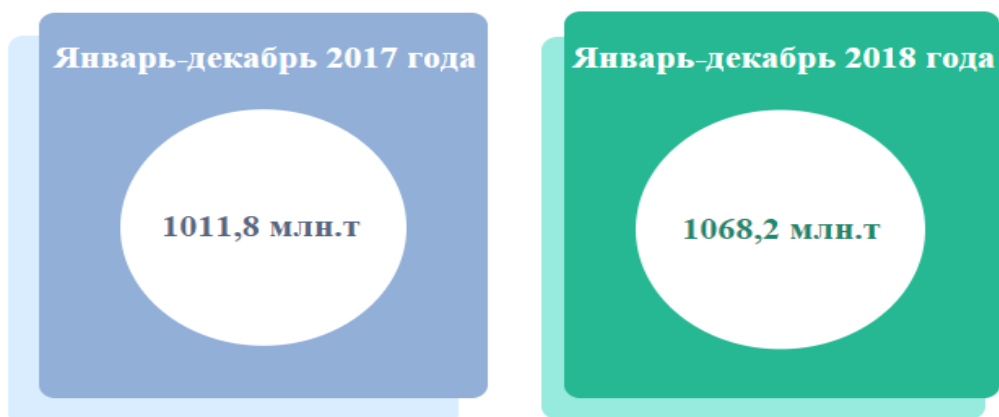 Январь-декабрь 2017 года
1011,8 млн.т
Январь-декабрь 2018 года
1068,2 млн.т